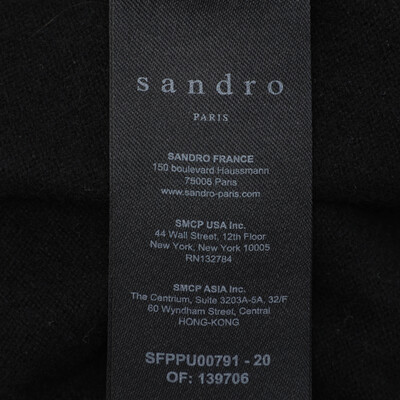 sandro
PARIS
SANDRO FRANCE
150 boulevard Haussmann
75008 Paris
www.sandro-paris.com
SMCP USA Inc.
44 Wall Street, 12th Floor
New York, New York 10005
RN132784
SMCP ASIA Inc.
The Centrium, Suite 3203A-5A, 32/F
60 Wyndham Street, Central
HONG-KONG
SFPPU00791 - 20
OF: 139706